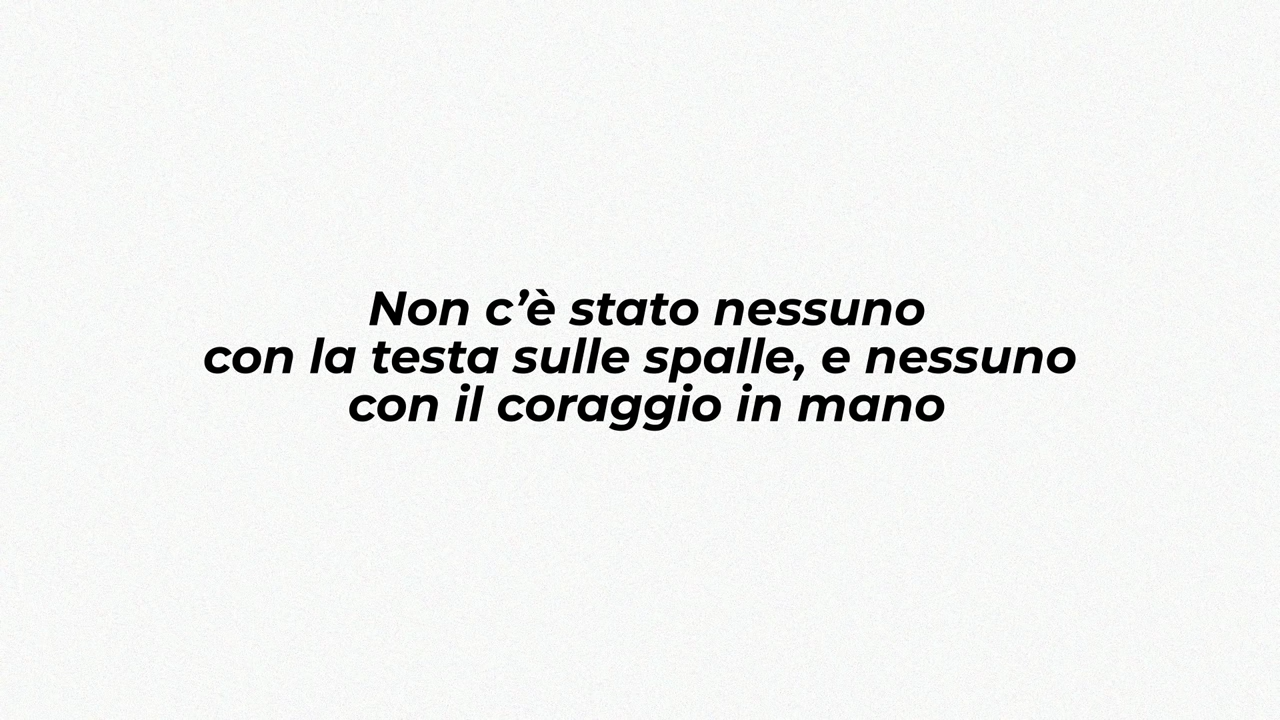 Non c’è stato nessuno
con la testa sulle spalle, e nessuno
con il coraggio in mano